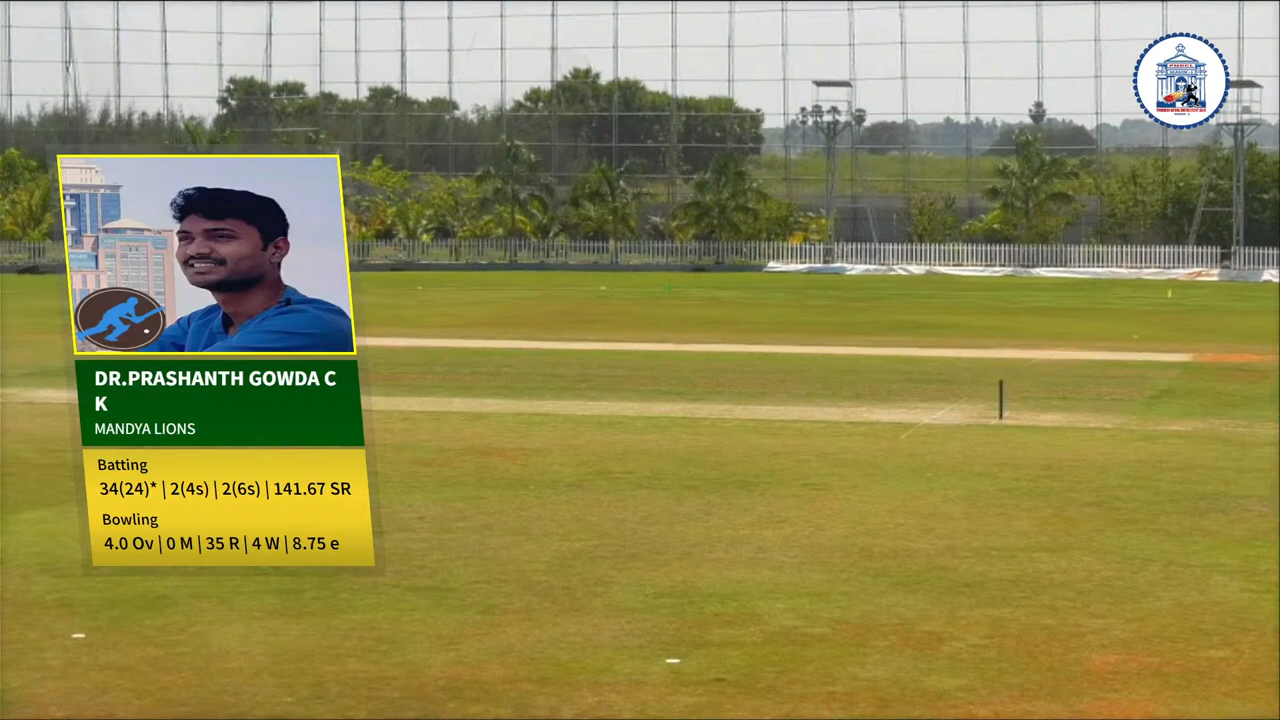 DR.PRASHANTH GOWDA C
K
MANDYA LIONS
Batting
34(24)* | 2(4s) | 2(6s) | 141.67 SR
Bowling
4.0 Ov | 0 M | 35 R | 4 W | 8.75 e